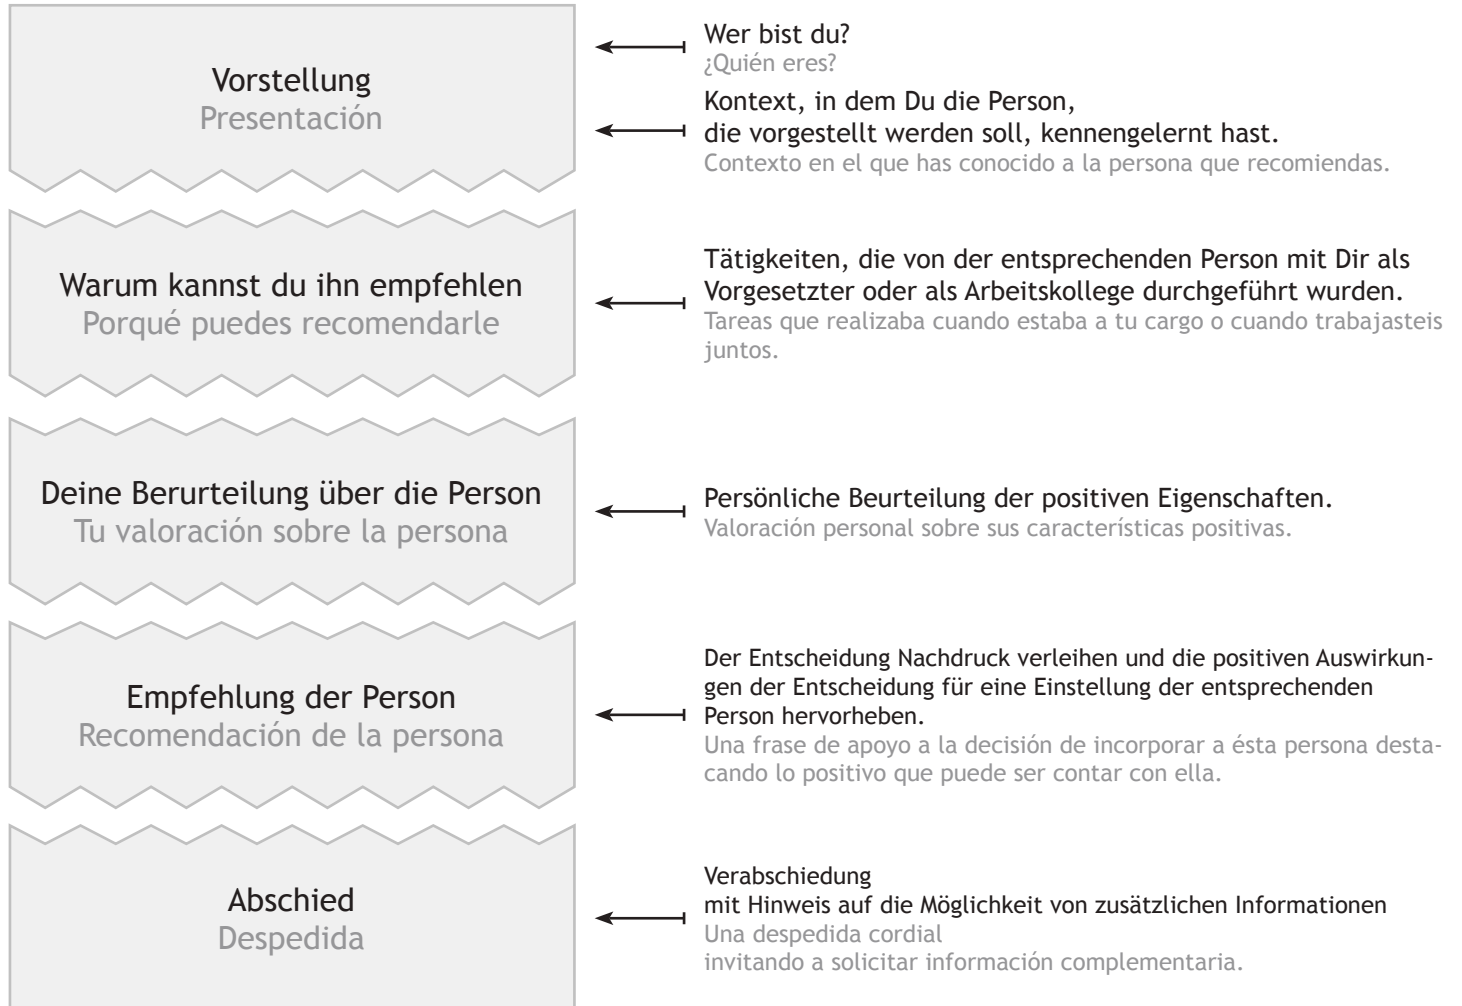 Vorstellung
Presentación
Wer bist du?
¿Quién eres?
Kontext, in dem Du die Person,
die vorgestellt werden soll, kennengelernt hast.
Contexto en el que has conocido a la persona que recomiendas.
Warum kannst du ihn empfehlen
Porqué puedes recomendarle
Tätigkeiten, die von der entsprechenden Person mit Dir als
Vorgesetzter oder als Arbeitskollege durchgeführt wurden.
Tareas que realizaba cuando estaba a tu cargo o cuando trabajasteis
juntos.
Deine Berurteilung über die Person
Tu valoración sobre la persona
Persönliche Beurteilung der positiven Eigenschaften.
Valoración personal sobre sus características positivas.
Empfehlung der Person
Recomendación de la persona
Der Entscheidung Nachdruck verleihen und die positiven Auswirkun-
gen der Entscheidung für eine Einstellung der entsprechenden
Person hervorheben.
Una frase de apoyo a la decisión de incorporar a ésta persona desta-
cando lo positivo que puede ser contar con ella.
Abschied
Despedida
Verabschiedung
mit Hinweis auf die Möglichkeit von zusätzlichen Informationen
Una despedida cordial
invitando a solicitar información complementaria.